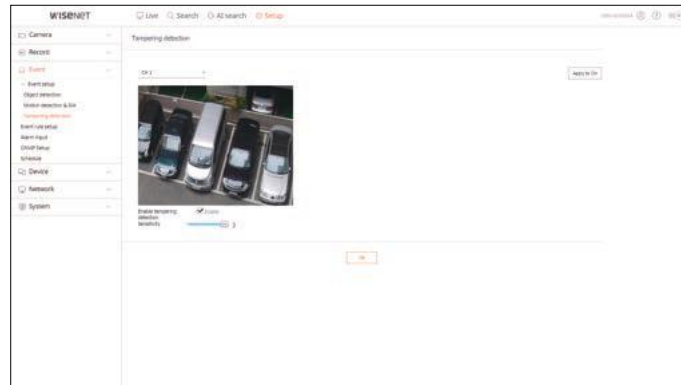 WISENET
Live Search AI search Setup
Camera
Record
Event
Event setup
Object detection
Motion detection & IVA
Tampering detection
Event rule setup
Alarm input
ONVIF Setup
Schedule
Device
Network
System
Tampering detection
CH 1
Apply to CH
Enable tampering detection
Enable
Sensitivity
OK